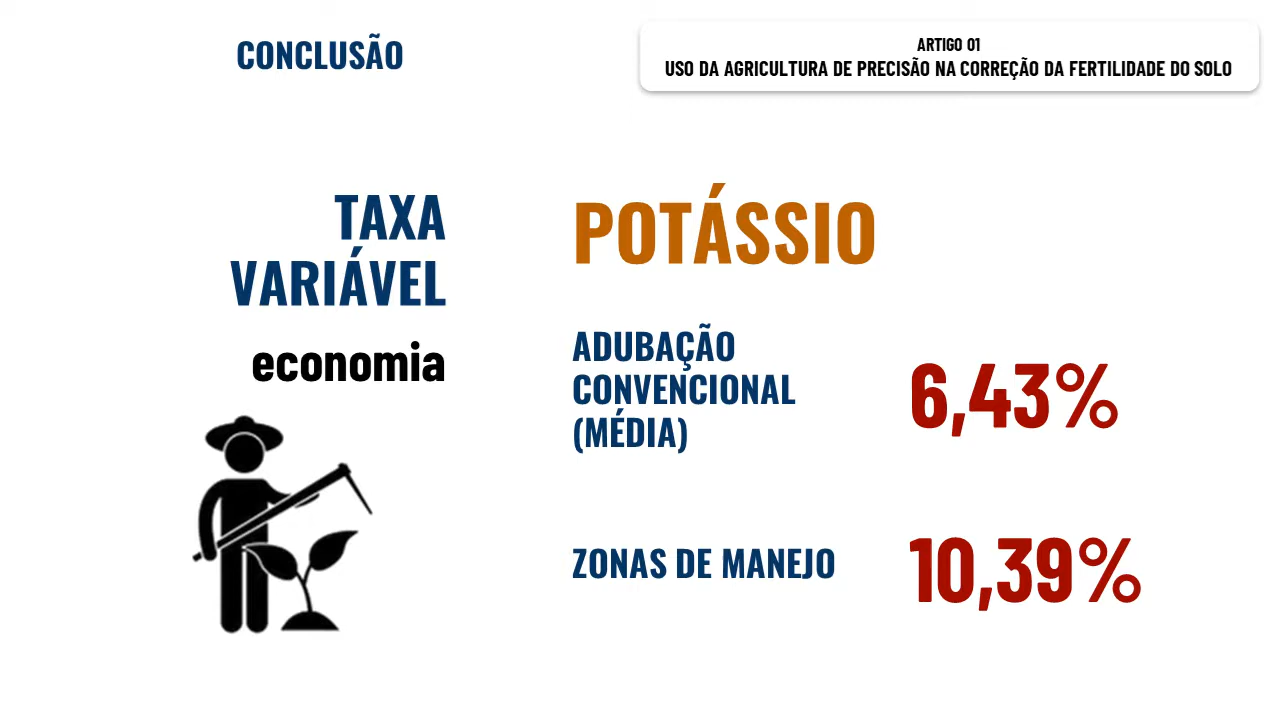 CONCLUSÃO
ARTIGO 01
USO DA AGRICULTURA DE PRECISÃO NA CORREÇÃO DA FERTILIDADE DO SOLO
TAXA
VARIÁVEL
economia
POTÁSSIO
ADUBAÇÃO
CONVENCIONAL
(MÉDIA)
6,43%
ZONAS DE MANEJO
10,39%